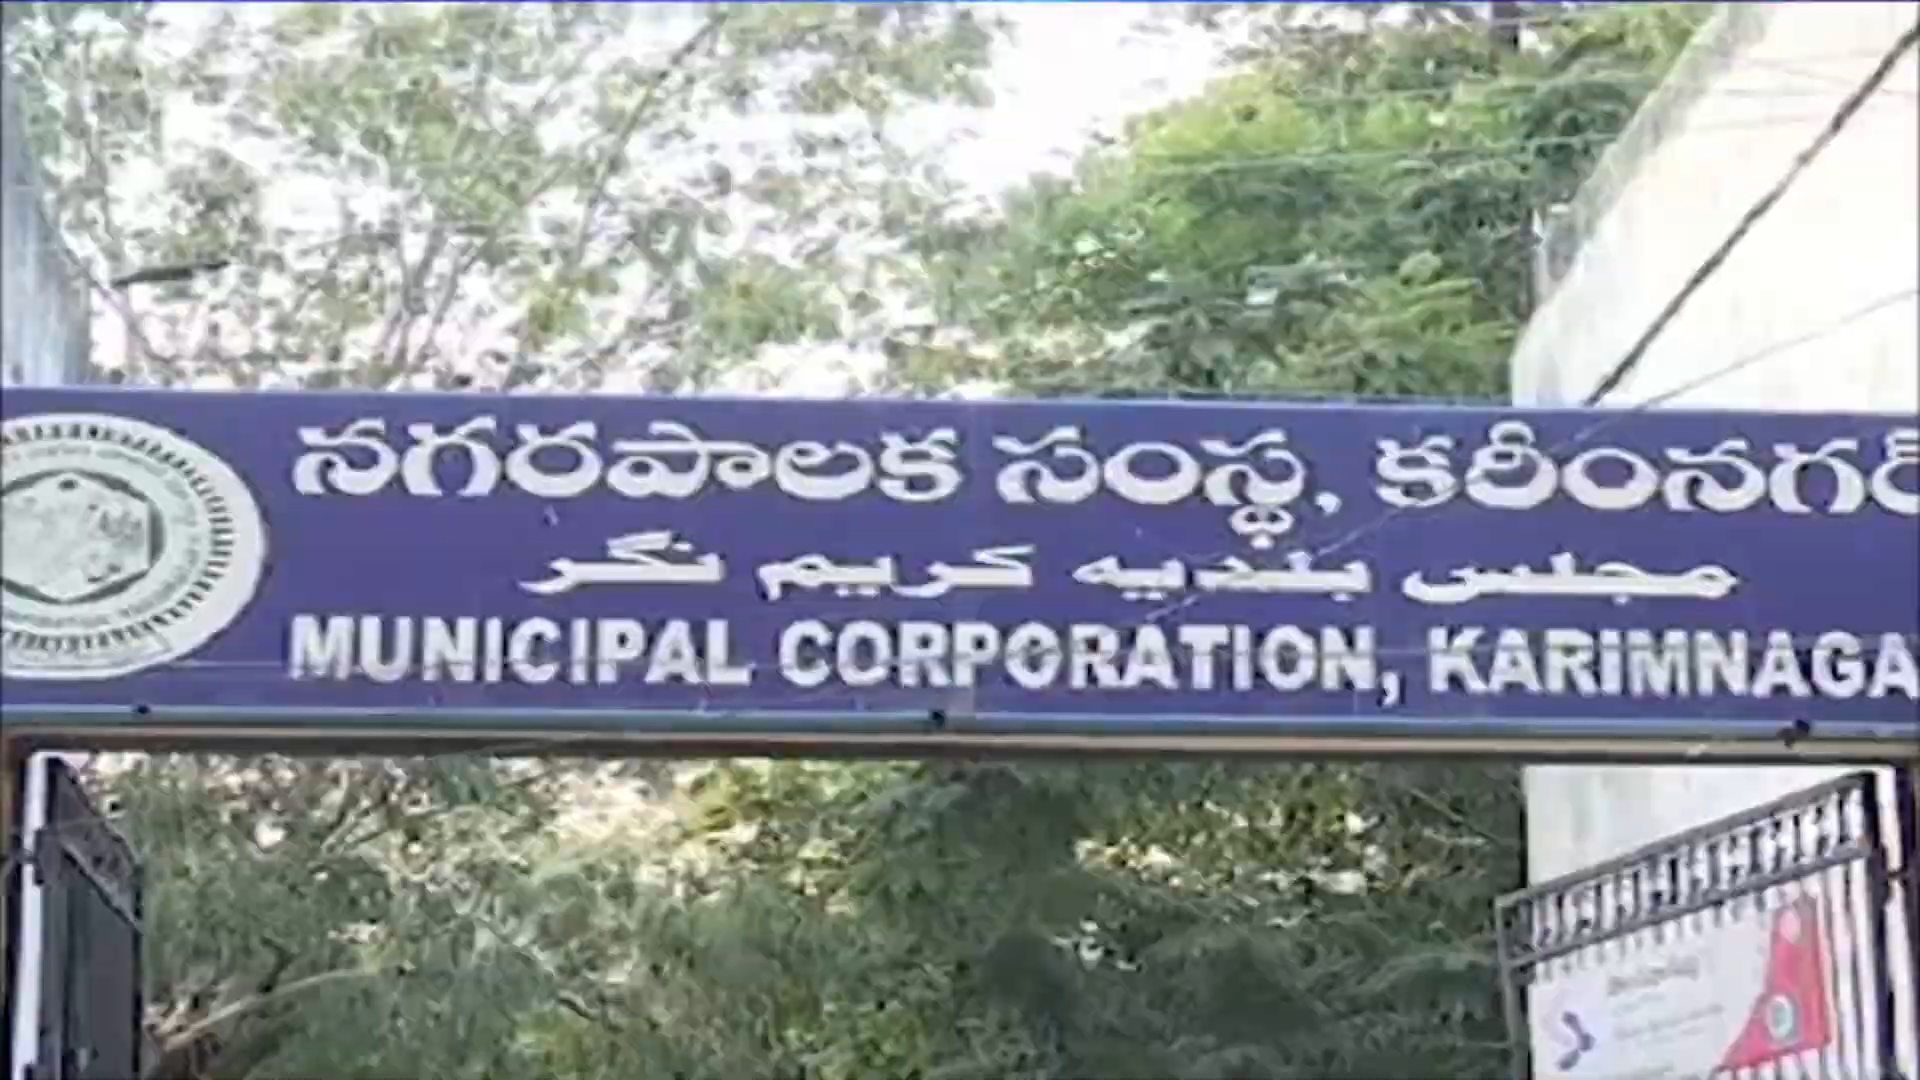 నగరపాలక సంస్థ, కరీంనగర్
مجلس بلدیہ کریم نگر
MUNICIPAL CORPORATION, KARIMNAGA